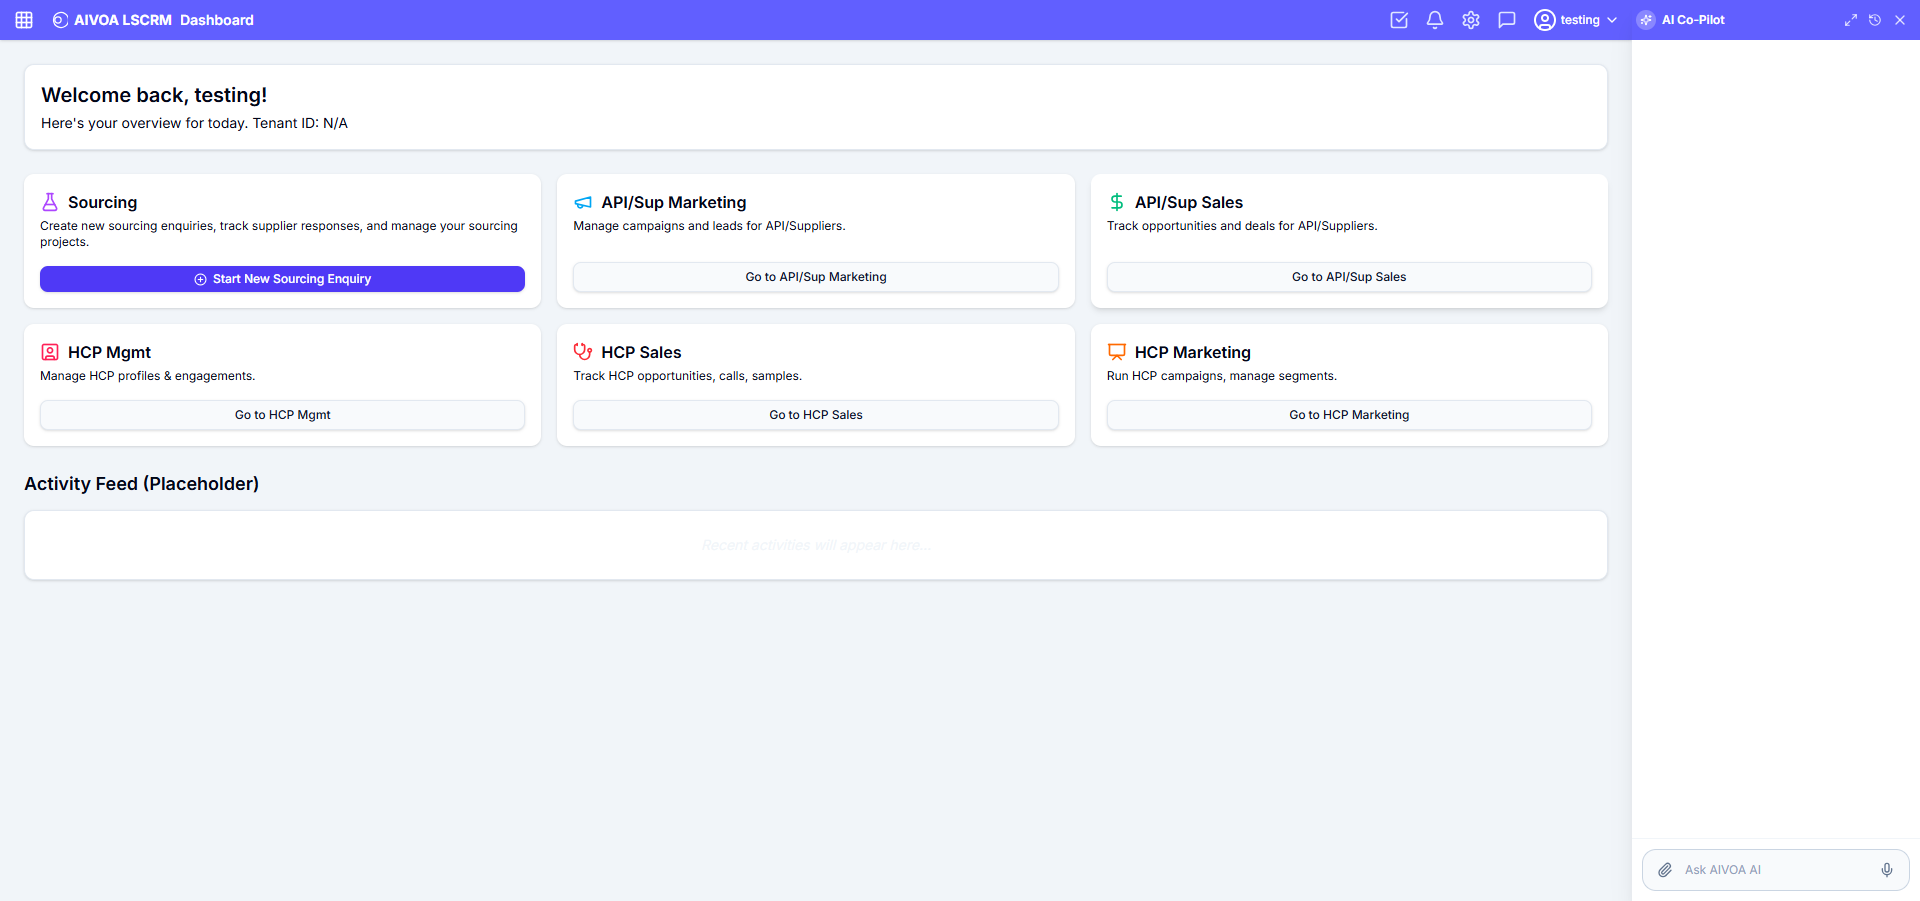 AIVOA LSCRM Dashboard
testing
AI Co-Pilot
Welcome back, testing!
Here's your overview for today. Tenant ID: N/A
Sourcing
Create new sourcing enquiries, track supplier responses, and manage your sourcing
projects.
Start New Sourcing Enquiry
API/Sup Marketing
Manage campaigns and leads for API/Suppliers.
Go to API/Sup Marketing
API/Sup Sales
Track opportunities and deals for API/Suppliers.
Go to API/Sup Sales
HCP Mgmt
Manage HCP profiles & engagements.
Go to HCP Mgmt
HCP Sales
Track HCP opportunities, calls, samples.
Go to HCP Sales
HCP Marketing
Run HCP campaigns, manage segments.
Go to HCP Marketing
Activity Feed (Placeholder)
Recent activities will appear here...
Ask AIVOA AI